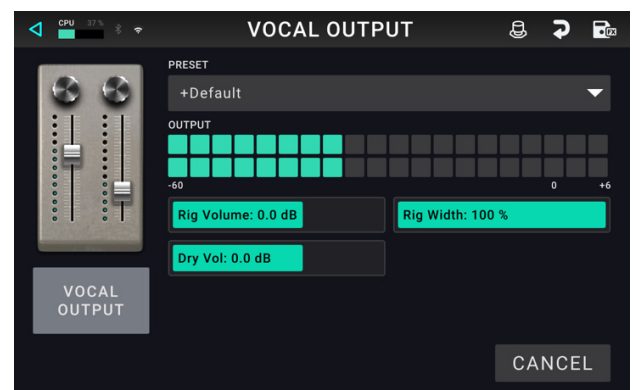 CPU 37 %
VOCAL OUTPUT
FX
PRESET
+Default
OUTPUT
-60 0 +6
Rig Volume: 0.0 dB Rig Width: 100 %
Dry Vol: 0.0 dB
VOCAL
OUTPUT
CANCEL